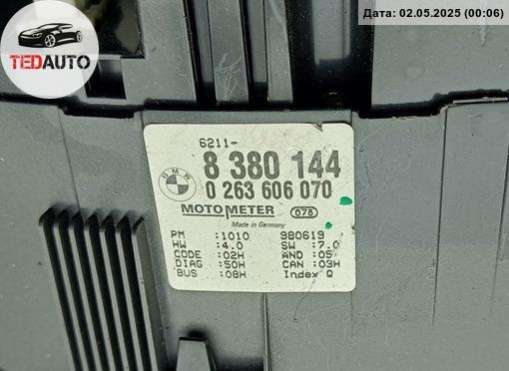 Дата: 02.05.2025 (00:06)
TEDAUTO
6211-
8 380 144
BMW
0 263 606 070
MOTOMETER 078
Made in Germany
PM :1010 980619
HW :4.0 SW :7.0
CODE :02H AND :05
DIAG :50H CAN :03H
BUS :08H Index Q